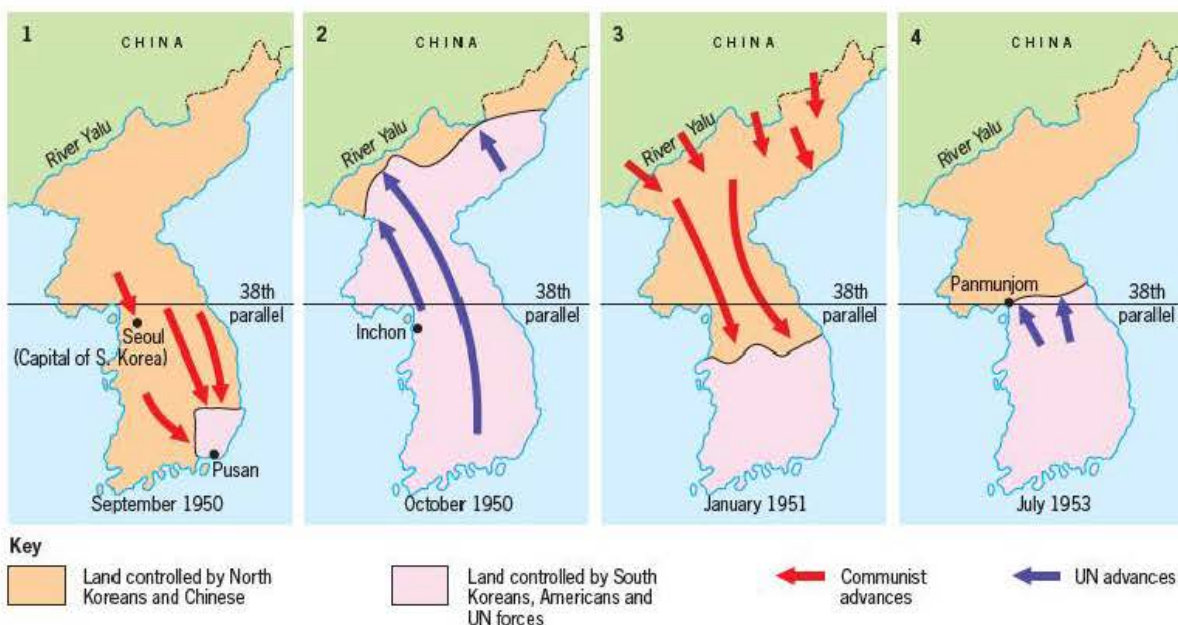 1
CHINA
River Yalu
38th
parallel
Seoul
(Capital of S. Korea)
Pusan
September 1950
2
CHINA
River Yalu
38th
parallel
Inchon
October 1950
3
CHINA
River Yalu
38th
parallel
January 1951
4
CHINA
River Yalu
Panmunjom
38th
parallel
July 1953
Key
Land controlled by North
Koreans and Chinese
Land controlled by South
Koreans, Americans and
UN forces
Communist
advances
UN advances